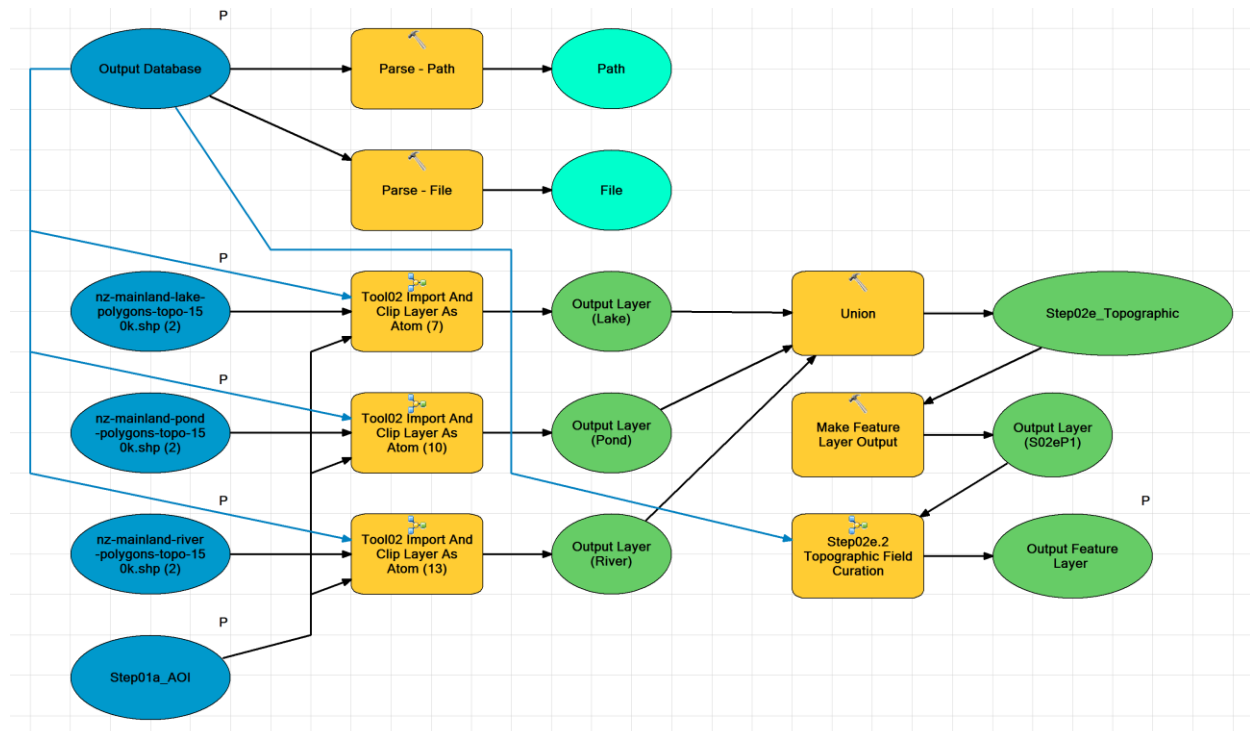 P
Output Database
Parse - Path
Path
Parse - File
File
P
nz-mainland-lake-
polygons-topo-15
0k.shp (2)
Tool02 Import And
Clip Layer As
Atom (7)
Output Layer
(Lake)
Union
Step02e_Topographic
P
nz-mainland-pond
-polygons-topo-15
0k.shp (2)
Tool02 Import And
Clip Layer As
Atom (10)
Output Layer
(Pond)
Make Feature
Layer Output
Output Layer
(S02eP1)
P
nz-mainland-river
-polygons-topo-15
0k.shp (2)
Tool02 Import And
Clip Layer As
Atom (13)
Output Layer
(River)
Step02e.2
Topographic Field
Curation
P
Output Feature
Layer
P
Step01a_AOI